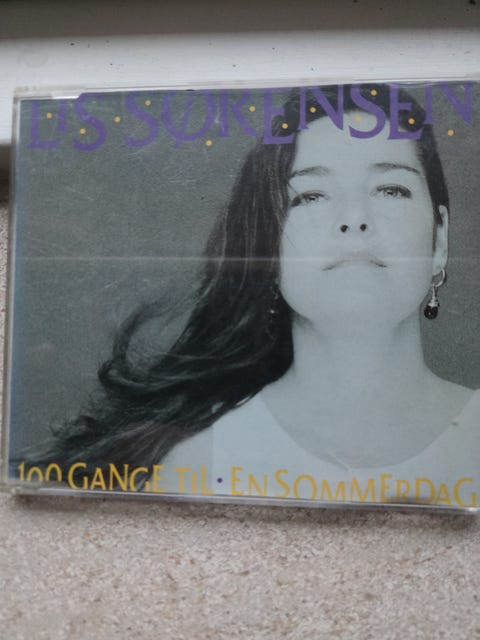 LIS SØRENSEN
100 GANGE TIL · EN SOMMERDAG